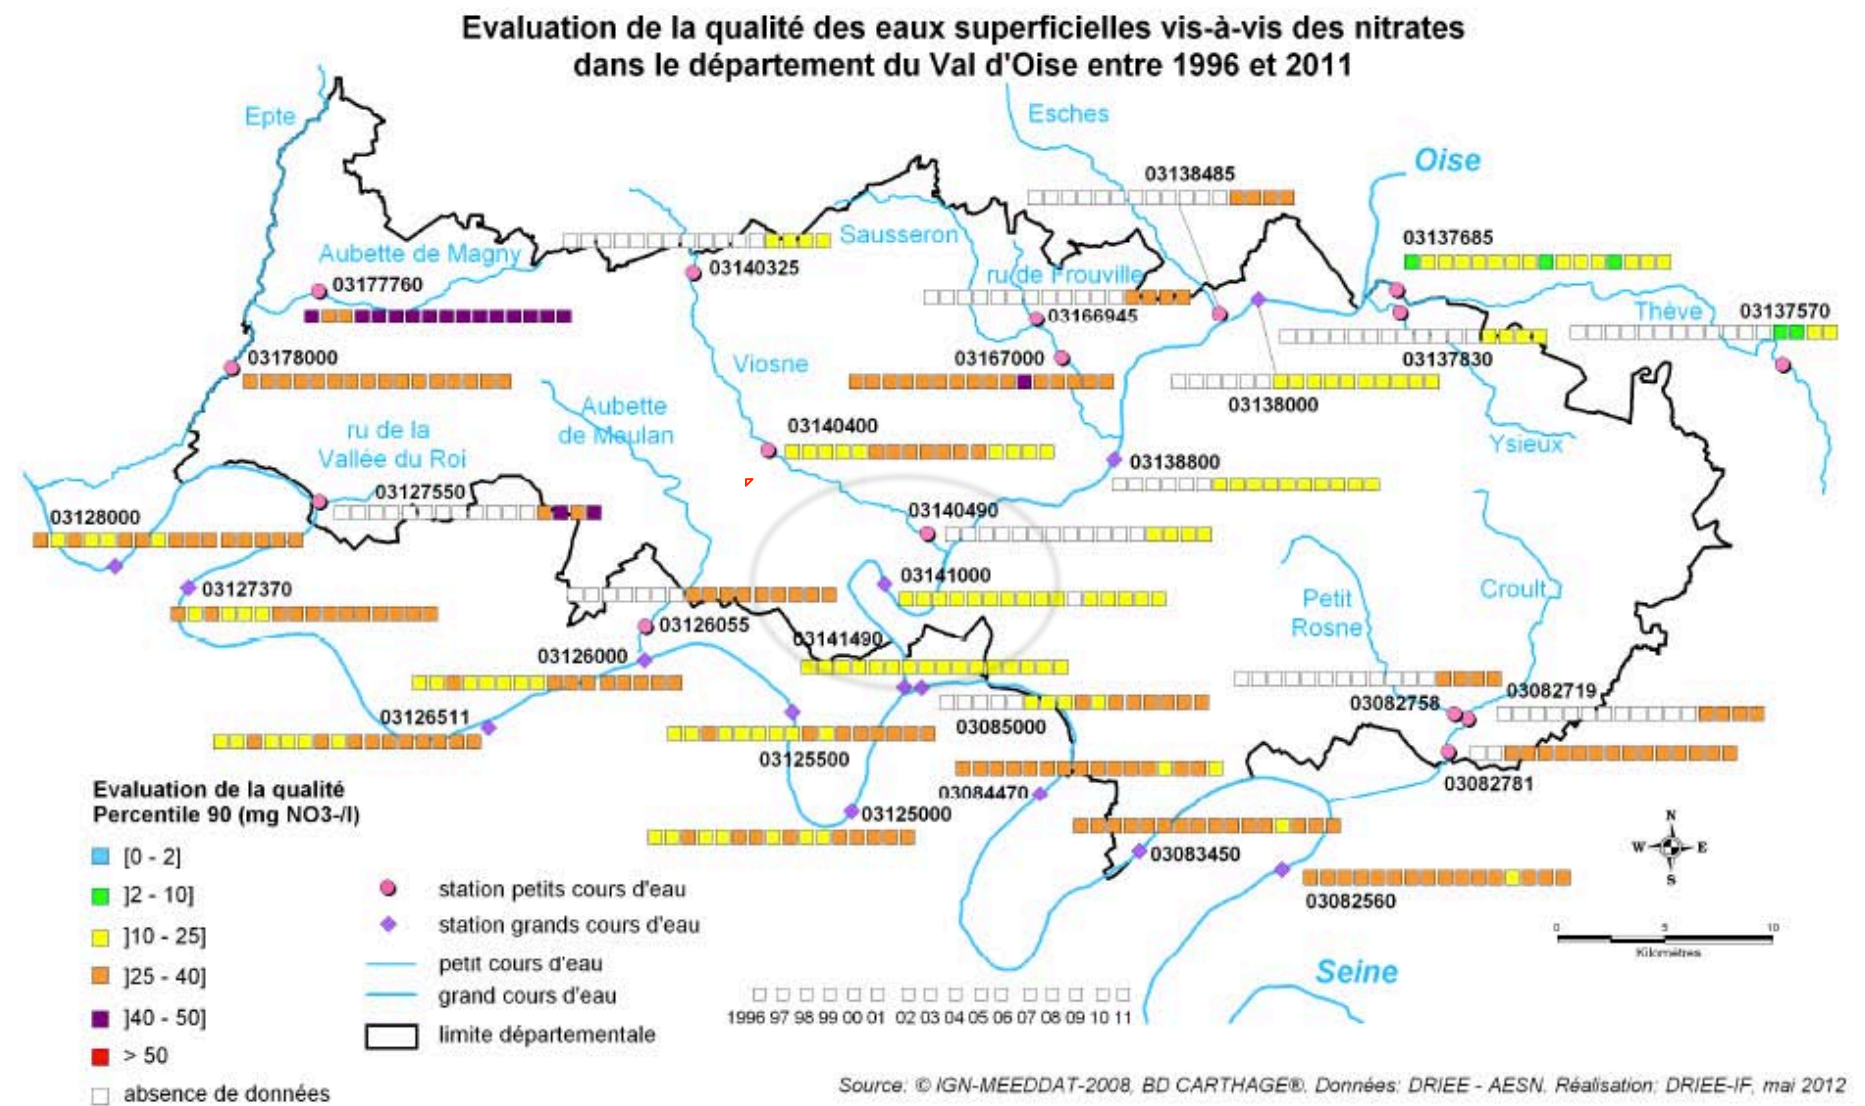 Evaluation de la qualité des eaux superficielles vis-à-vis des nitrates
dans le département du Val d'Oise entre 1996 et 2011
Epte
Esches
Oise
03138485
Aubette de Magny
Sausseron
03137685
03177760
03140325
ru de Frouville
Thève
03137570
03166945
03178000
Viosne
03167000
03137830
03138000
Aubette
de Meulan
ru de la
Vallée du Roi
03140400
Ysieux
03138800
03127550
03128000
03140490
03127370
03141000
Petit
Rosne
Croult
03126055
03141490
03126000
03082758
03082719
03126511
03085000
03125500
03082781
03084470
03125000
03083450
03082560
Evaluation de la qualité
Percentile 90 (mg NO3-/l)
[0 - 2]
]2 - 10]
]10 - 25]
]25 - 40]
]40 - 50]
> 50
absence de données
station petits cours d'eau
station grands cours d'eau
petit cours d'eau
grand cours d'eau
limite départementale
1996 97 98 99 00 01 02 03 04 05 06 07 08 09 10 11
Seine
N
W E
S
0 5 10
Kilomètres
Source: © IGN-MEEDDAT-2008, BD CARTHAGE®. Données: DRIEE - AESN. Réalisation: DRIEE-IF, mai 2012